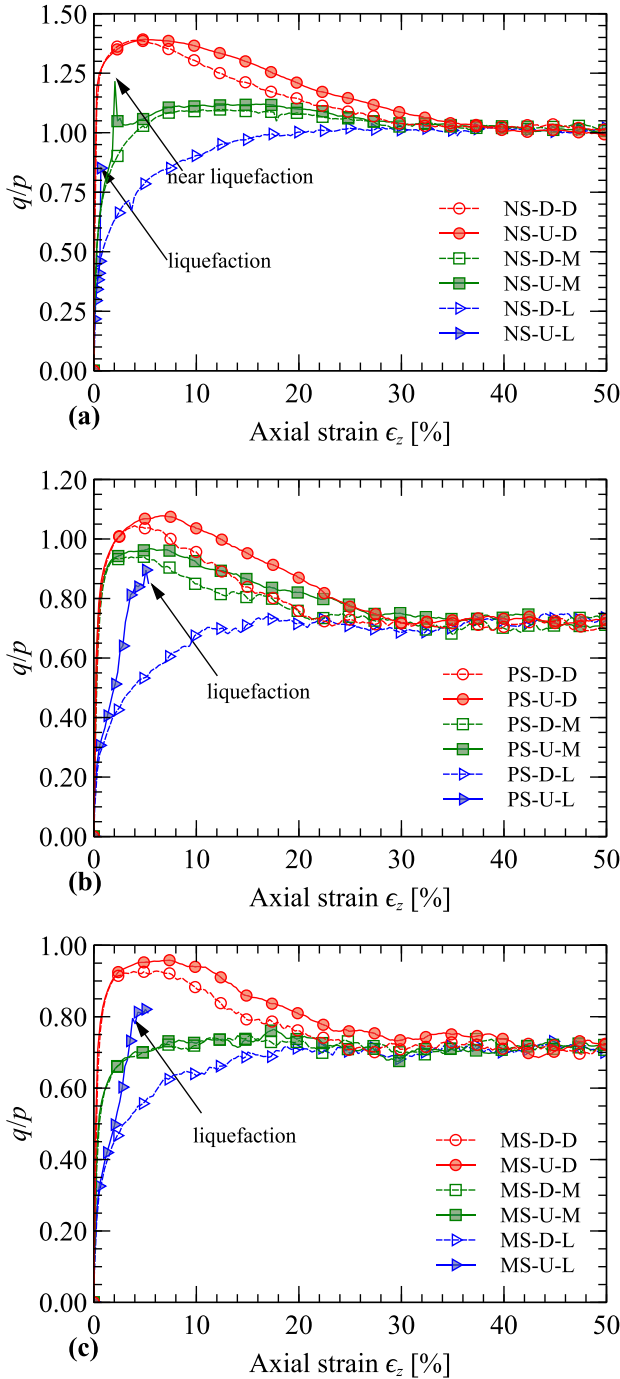 1.50
1.25
1.00
0.75
0.50
0.25
0.00
q/p
near liquefaction
liquefaction
NS-D-D
NS-U-D
NS-D-M
NS-U-M
NS-D-L
NS-U-L
0 10 20 30 40 50
(a)
Axial strain ϵz [%]
1.20
1.00
0.80
0.60
0.40
0.20
0.00
q/p
liquefaction
PS-D-D
PS-U-D
PS-D-M
PS-U-M
PS-D-L
PS-U-L
0 10 20 30 40 50
(b)
Axial strain ϵz [%]
1.00
0.80
0.60
0.40
0.20
0.00
q/p
liquefaction
MS-D-D
MS-U-D
MS-D-M
MS-U-M
MS-D-L
MS-U-L
0 10 20 30 40 50
(c)
Axial strain ϵz [%]